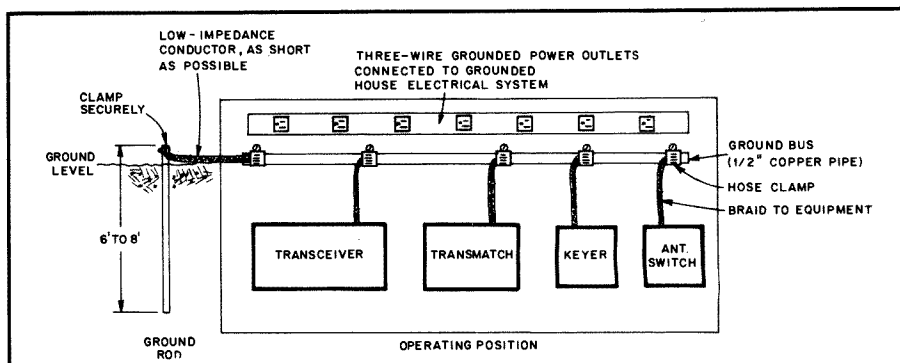 LOW-IMPEDANCE
CONDUCTOR, AS SHORT
AS POSSIBLE
THREE-WIRE GROUNDED POWER OUTLETS
CONNECTED TO GROUNDED
HOUSE ELECTRICAL SYSTEM
CLAMP
SECURELY
GROUND
LEVEL
GROUND BUS
(1/2" COPPER PIPE)
HOSE CLAMP
BRAID TO EQUIPMENT
6' TO 8'
TRANSCEIVER
TRANSMATCH
KEYER
ANT.
SWITCH
GROUND
ROD
OPERATING POSITION